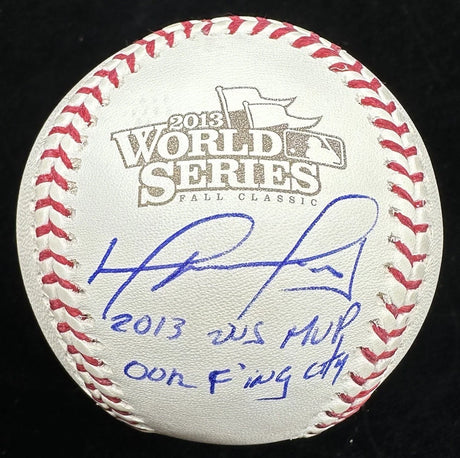 2013
WORLD
SERIES
FALL CLASSIC
2013 WS MVP
OUR F'ing City